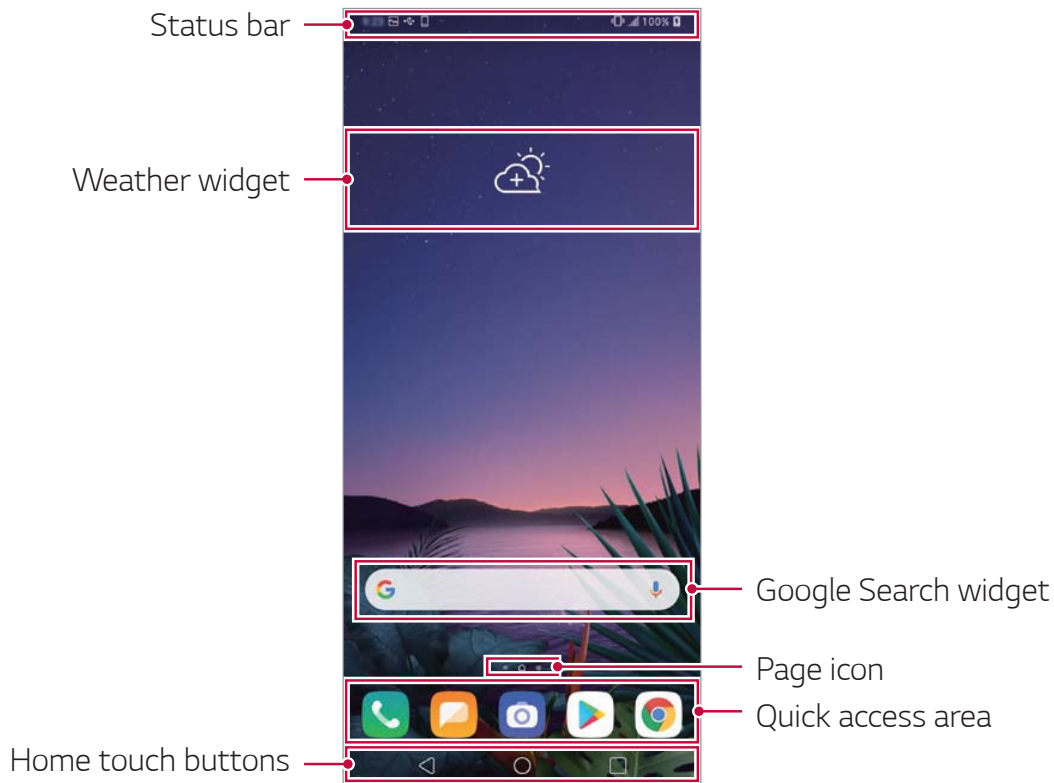 Status bar
100%
Weather widget
Google Search widget
Page icon
Quick access area
Home touch buttons